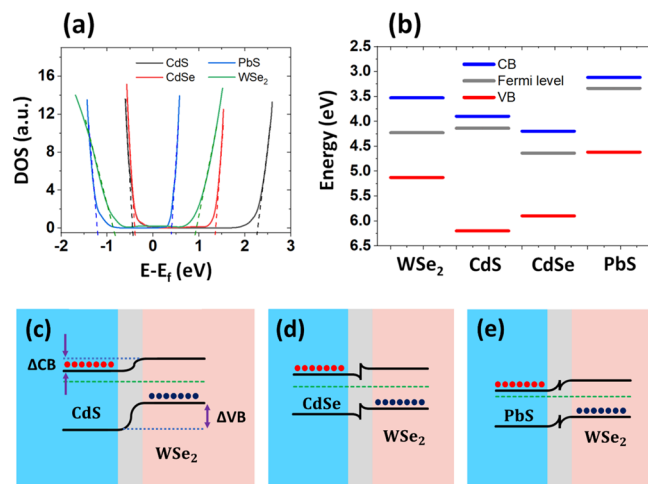 (a)
CdS
PbS
CdSe
WSe₂
16
12
8
4
0
DOS (a.u.)
-2
-1
0
1
2
3
E-E_f (eV)
(b)
2.5
3.0
3.5
4.0
4.5
5.0
5.5
6.0
6.5
Energy (eV)
CB
Fermi level
VB
WSe₂
CdS
CdSe
PbS
(c)
ΔCB
CdS
ΔVB
WSe₂
(d)
CdSe
WSe₂
(e)
PbS
WSe₂